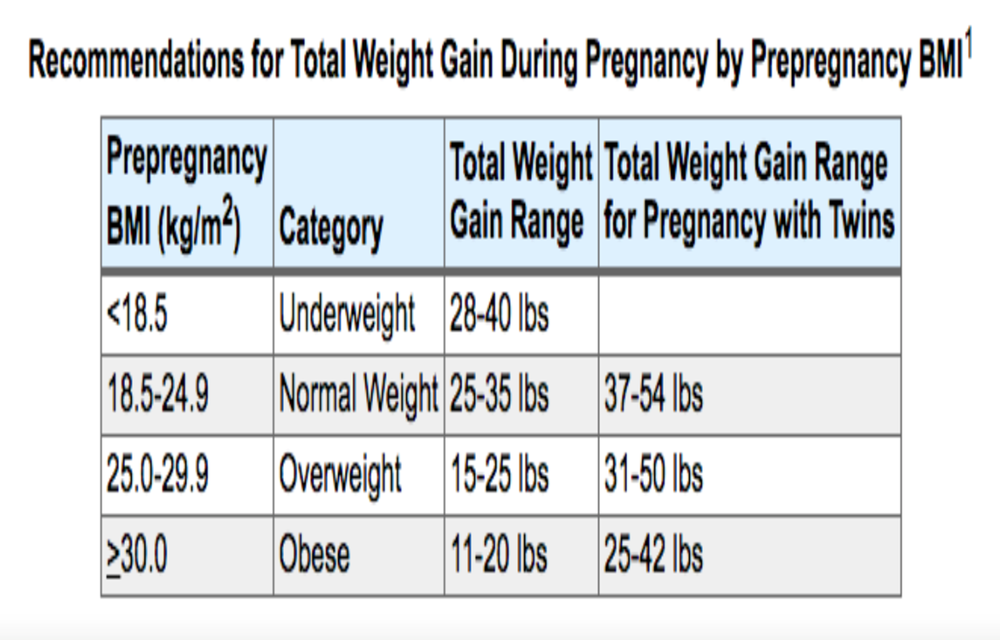 Recommendations for Total Weight Gain During Pregnancy by Prepregnancy BMI¹
Prepregnancy BMI (kg/m²) Category Total Weight Gain Range Total Weight Gain Range for Pregnancy with Twins
<18.5 Underweight 28-40 lbs
18.5-24.9 Normal Weight 25-35 lbs 37-54 lbs
25.0-29.9 Overweight 15-25 lbs 31-50 lbs
≥30.0 Obese 11-20 lbs 25-42 lbs